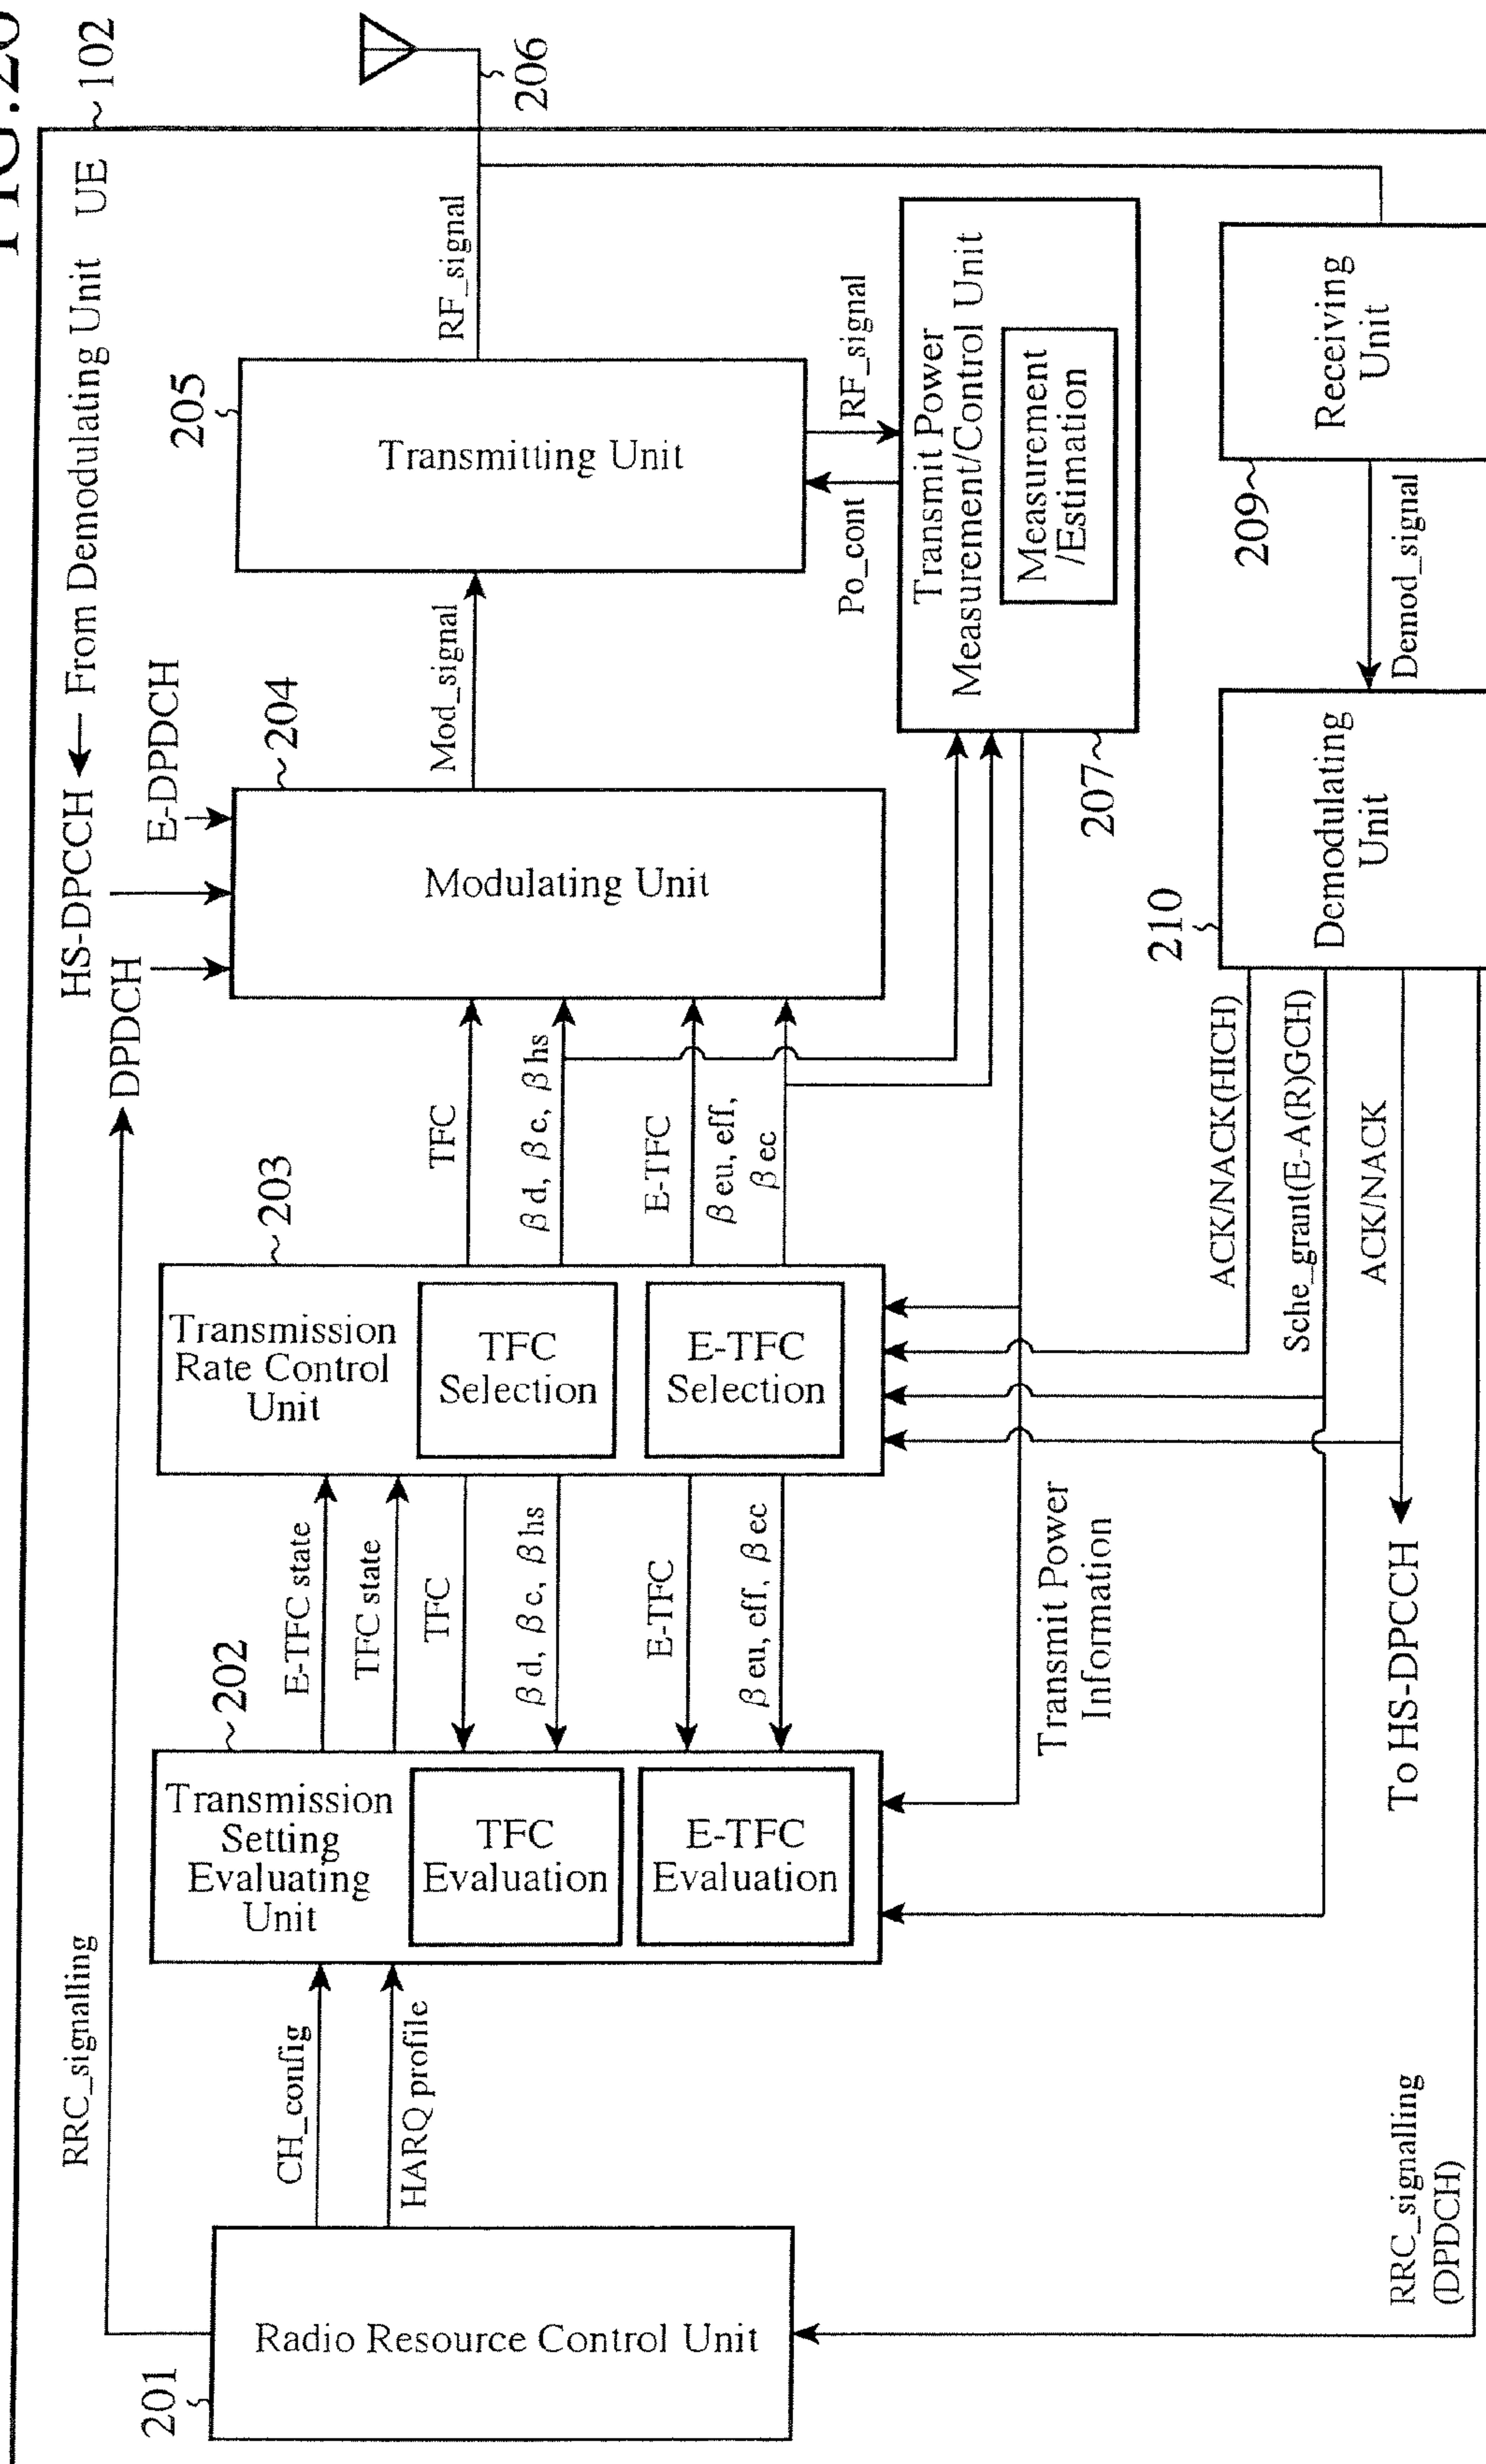 FIG.26
102
UE
RRC_signalling
DPDCH
HS-DPCCH ← From Demodulating Unit
E-DPDCH
201
Radio Resource Control Unit
CH_config
HARQ profile
202
Transmission
Setting
Evaluating
Unit
TFC
Evaluation
E-TFC
Evaluation
E-TFC state
TFC state
TFC
βd, βc, βhs
E-TFC
βeu, eff, βec
203
Transmission
Rate Control
Unit
TFC
Selection
E-TFC
Selection
TFC
βd, βc, βhs
E-TFC
βeu, eff,
βec
204
Modulating Unit
Mod_signal
205
Transmitting Unit
RF_signal
206
Po_cont
RF_signal
Transmit Power
Measurement/Control Unit
Measurement
/Estimation
207
Transmit Power
Information
209
Receiving
Unit
Demod_signal
210
Demodulating
Unit
ACK/NACK(HICH)
Sche_grant(E-A(R)GCH)
ACK/NACK
To HS-DPCCH
RRC_signalling
(DPDCH)